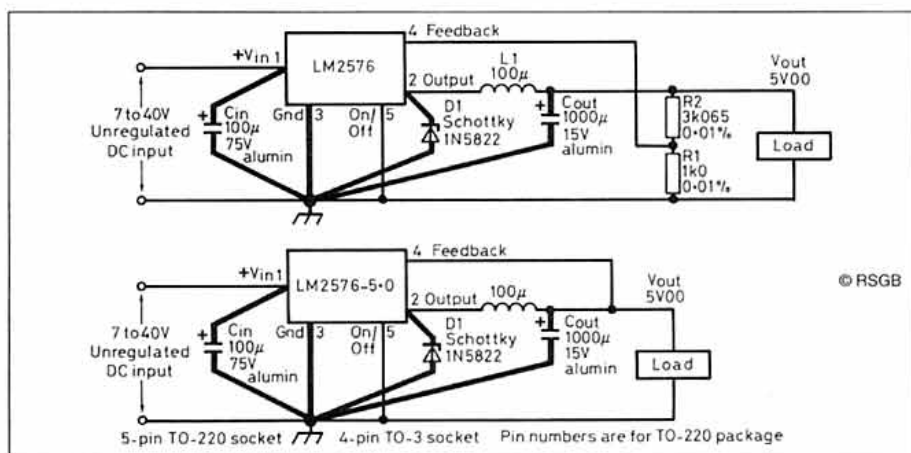 4 Feedback
+Vin 1
LM2576
L1
100µ
2 Output
Vout
5V00
7 to 40V
Unregulated
DC input
+
Cin
100µ
75V
alumin
Gnd
3
On/
Off
5
D1
Schottky
1N5822
+
Cout
1000µ
15V
alumin
R2
3k065
0·01%
R1
1k0
0·01%
Load
4 Feedback
+Vin 1
LM2576-5·0
100µ
2 Output
Vout
5V00
© RSGB
7 to 40V
Unregulated
DC input
+
Cin
100µ
75V
alumin
Gnd
3
On/
Off
5
D1
Schottky
1N5822
+
Cout
1000µ
15V
alumin
Load
5-pin TO-220 socket
4-pin TO-3 socket
Pin numbers are for TO-220 package